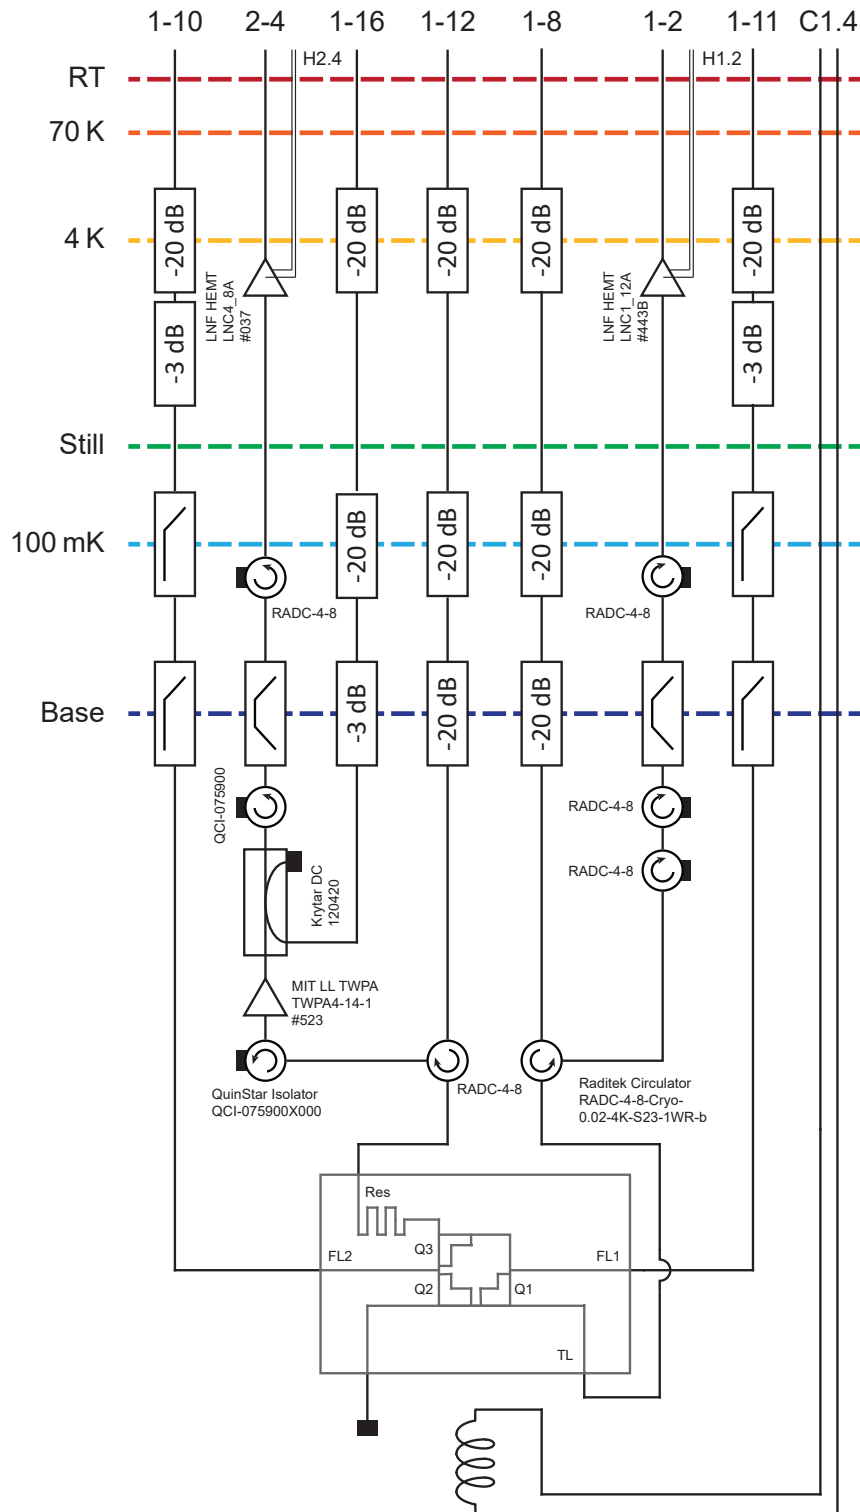 1-10 2-4 1-16 1-12 1-8 1-2 1-11 C1.4
H2.4 H1.2
RT
70 K
-20 dB -20 dB -20 dB -20 dB -20 dB
4 K
LNF HEMT
LNC4_8A
#037
LNF HEMT
LNC1_12A
#443B
-3 dB -3 dB
Still
-20 dB -20 dB -20 dB
100 mK
RADC-4-8 RADC-4-8
-3 dB -20 dB -20 dB
Base
QCI-075900
RADC-4-8
RADC-4-8
Krytar DC
120420
MIT LL TWPA
TWPA4-14-1
#523
QuinStar Isolator
QCI-075900X000
RADC-4-8
Raditek Circulator
RADC-4-8-Cryo-
0.02-4K-S23-1WR-b
Res
Q3
FL2 FL1
Q2 Q1
TL